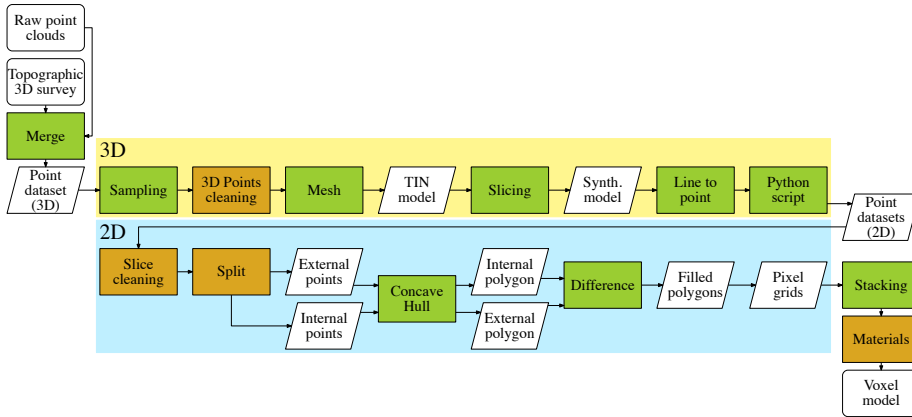 Raw point
clouds
Topographic
3D survey
Merge
Point
dataset
(3D)
3D
Sampling
3D Points
cleaning
Mesh
TIN
model
Slicing
Synth.
model
Line to
point
Python
script
Point
datasets
(2D)
2D
Slice
cleaning
Split
External
points
Internal
points
Concave
Hull
Internal
polygon
External
polygon
Difference
Filled
polygons
Pixel
grids
Stacking
Materials
Voxel
model